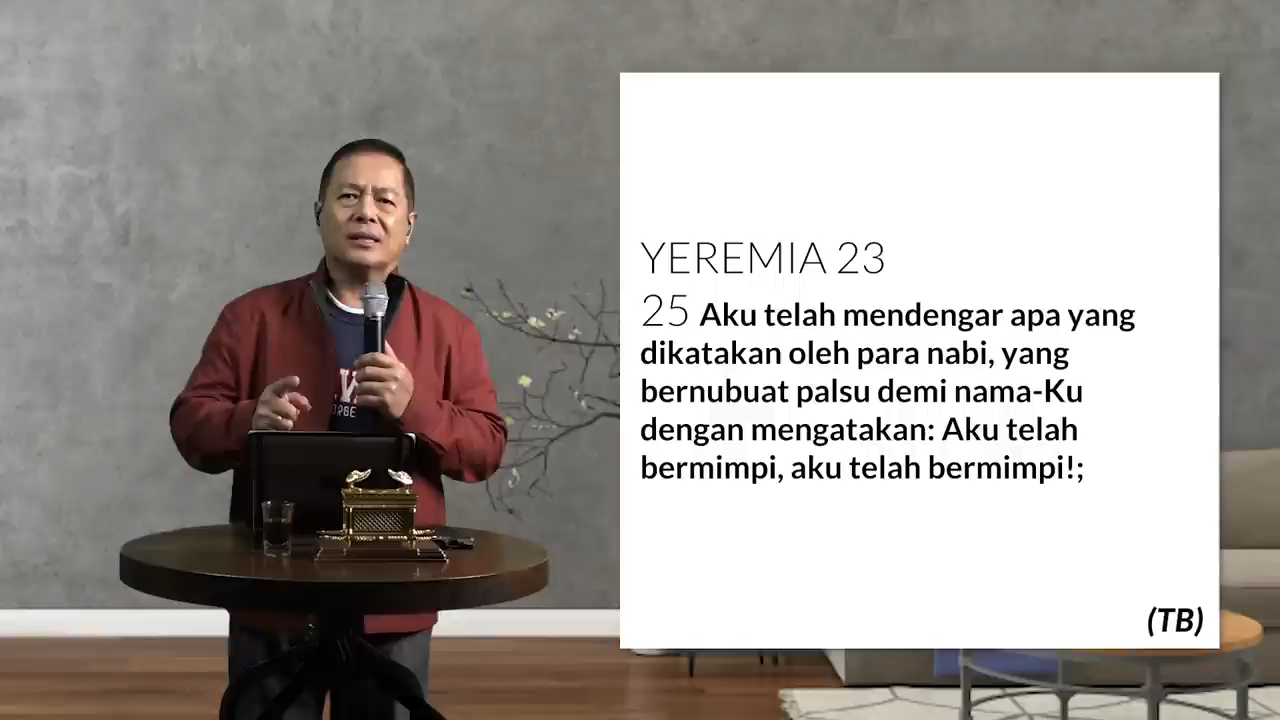 YEREMIA 23
25 Aku telah mendengar apa yang
dikatakan oleh para nabi, yang
bernubuat palsu demi nama-Ku
dengan mengatakan: Aku telah
bermimpi, aku telah bermimpi!;
(TB)